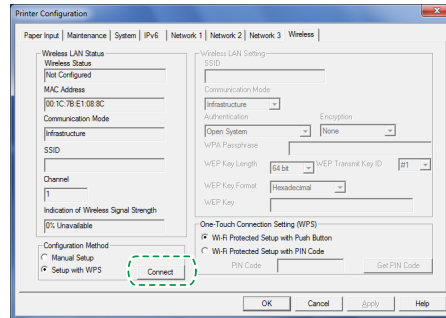 Printer Configuration
Paper Input | Maintenance | System | IPv6 | Network 1 | Network 2 | Network 3 | Wireless
Wireless LAN Status
Wireless Status
Not Configured
MAC Address
00:1C:7B:E1:08:8C
Communication Mode
Infrastructure
SSID
Channel
1
Indication of Wireless Signal Strength
0% Unavailable
Configuration Method
Manual Setup
Setup with WPS
Connect
Wireless LAN Setting
SSID
Communication Mode
Infrastructure
Authentication Encryption
Open System None
WPA Passphrase
WEP Key Length 64 bit WEP Transmit Key ID #1
WEP Key Format Hexadecimal
WEP Key
One-Touch Connection Setting (WPS)
Wi-Fi Protected Setup with Push Button
Wi-Fi Protected Setup with PIN Code
PIN Code Get PIN Code
OK Cancel Apply Help